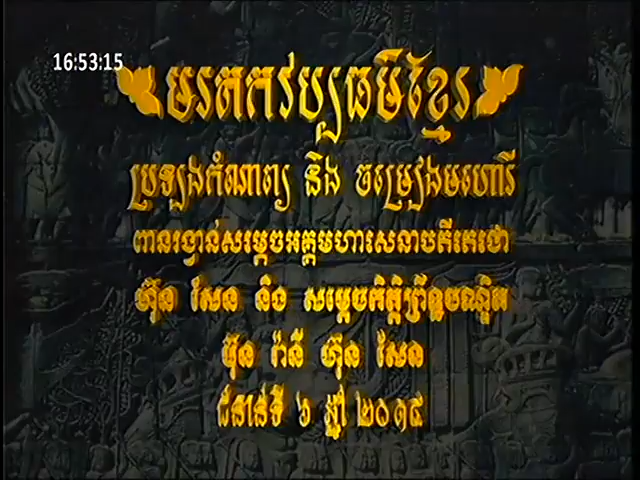 16:53:15
មរតកវប្បធម៌ខ្មែរ
ប្រឡងកំណាព្យ និង ចម្រៀងមហោរី
ពានរង្វាន់សម្តេចអគ្គមហាសេនាបតីតេជោ
ហ៊ុន សែន និង សម្តេចកិត្តិព្រឹទ្ធបណ្ឌិត
ប៊ុន រ៉ានី ហ៊ុន សែន
ជំនាន់ទី ៦ ឆ្នាំ ២០១៤